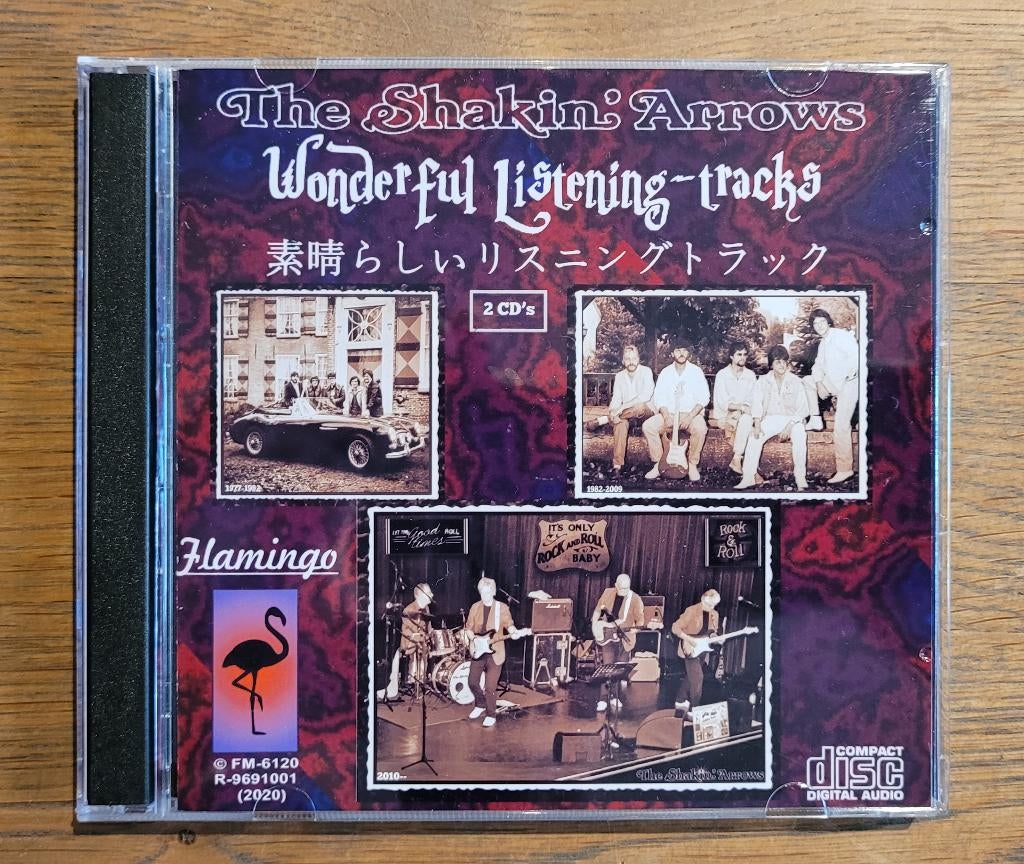 The Shakin' Arrows
Wonderful Listening-tracks
素晴らしいリスニングトラック
2 CD's
1977-1982
1982-2009
Flamingo
Good
times
ROLL
IT'S ONLY
ROCK AND ROLL
BABY
ROCK
&
ROLL
2010--
The Shakin' Arrows
© FM-6120
R-9691001
(2020)
COMPACT
disc
DIGITAL AUDIO